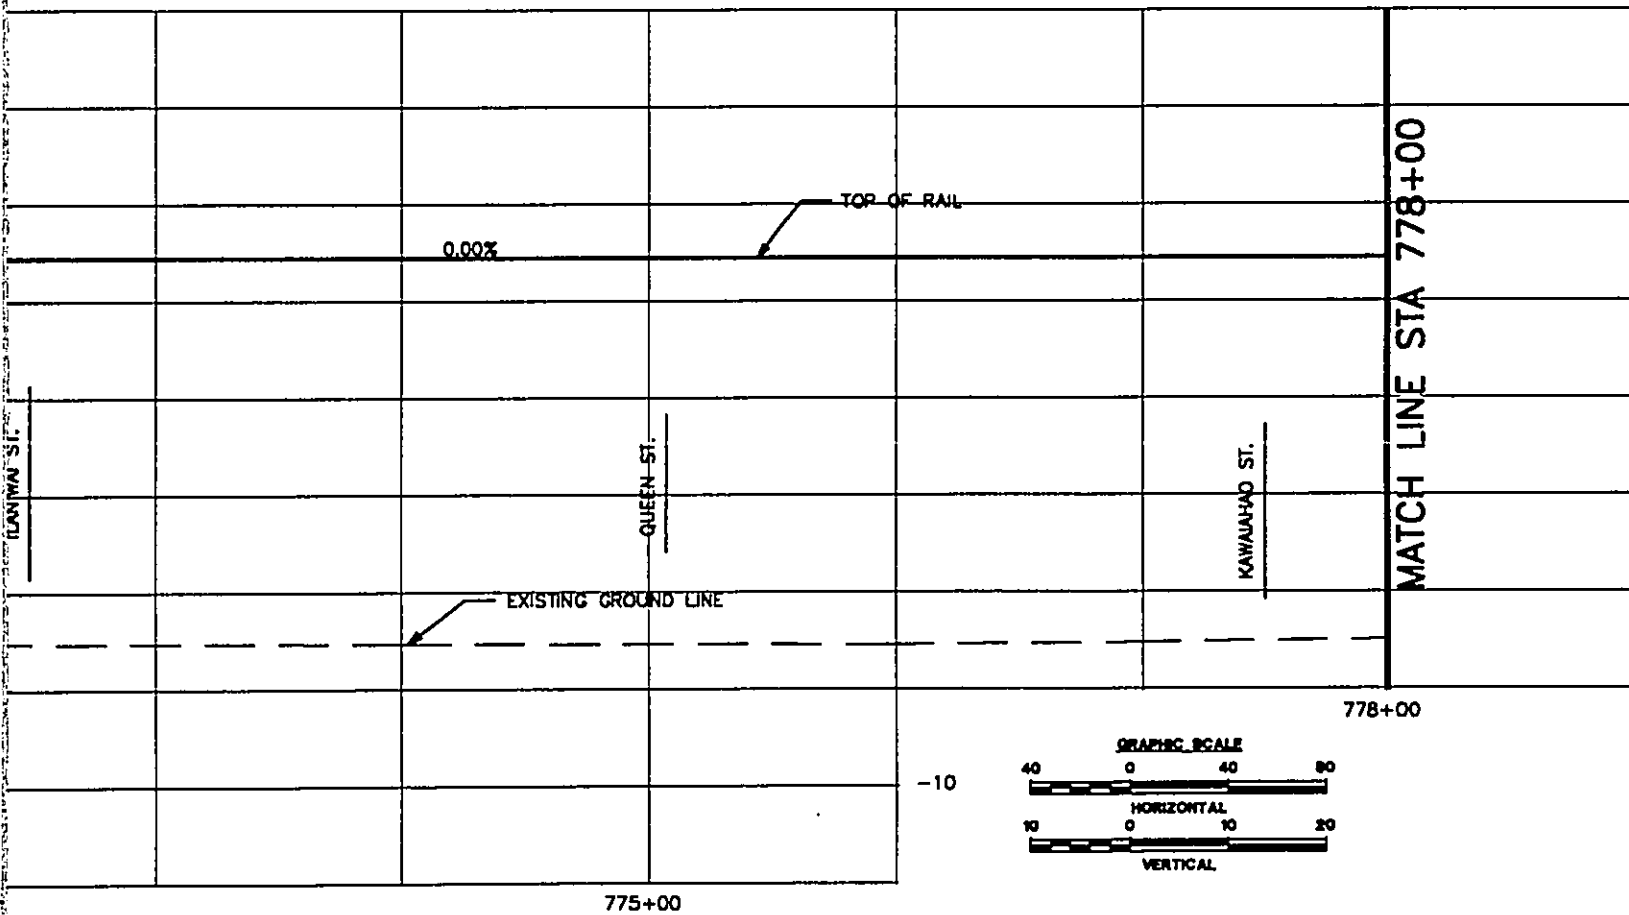 TOP OF RAIL
0.00%
MATCH LINE STA 778+00
ST.
QUEEN ST.
KAWAIAHAO ST.
EXISTING GROUND LINE
778+00
-10
GRAPHIC SCALE
40 0 40 80
HORIZONTAL
10 0 10 20
VERTICAL
775+00